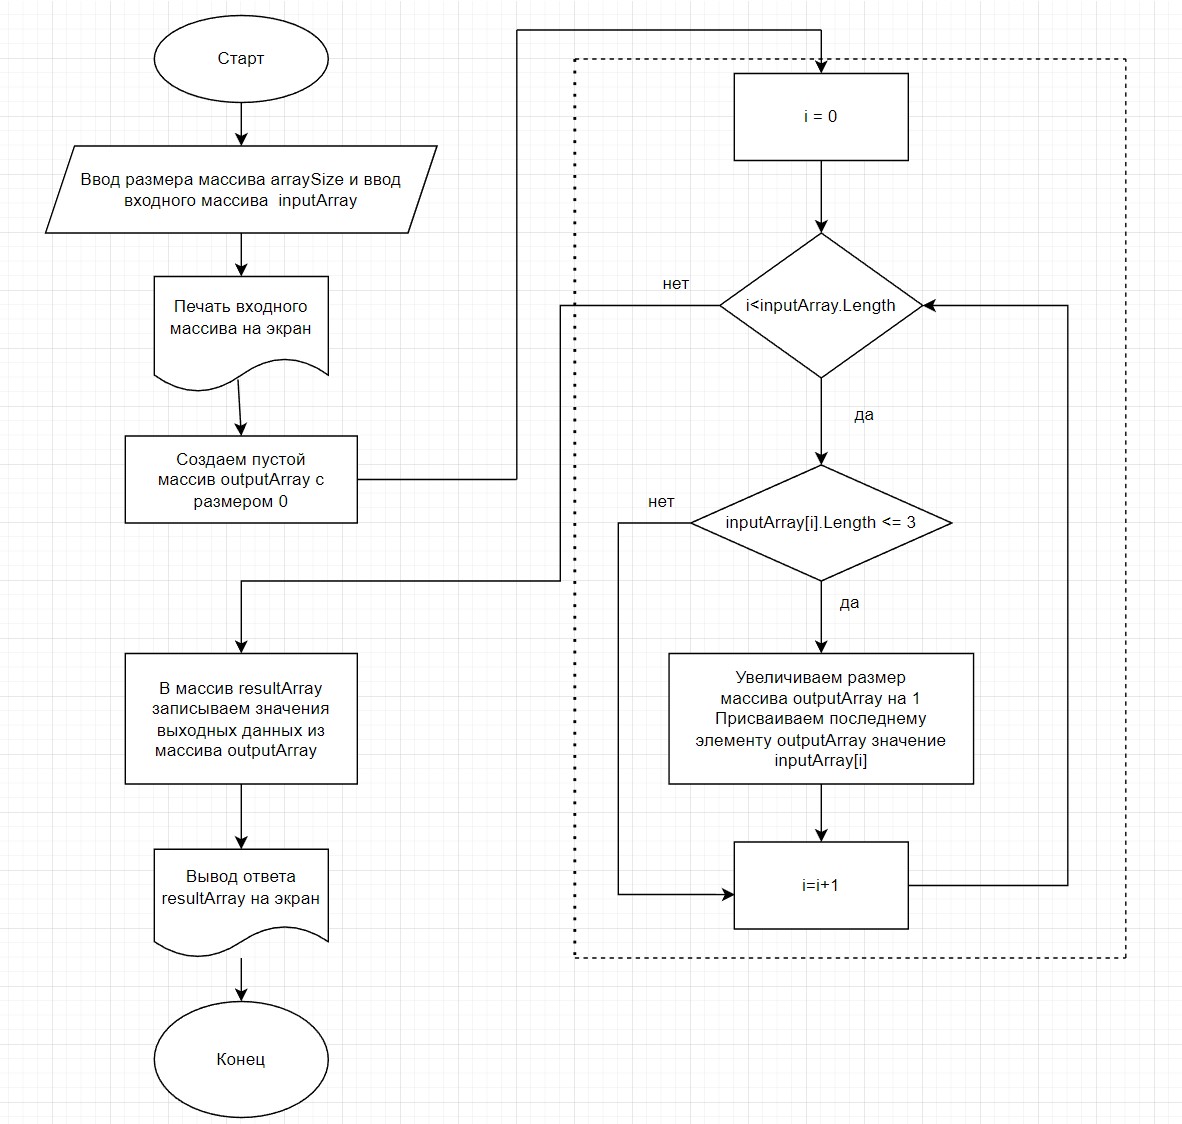 Старт
Ввод размера массива arraySize и ввод
входного массива inputArray
Печать входного
массива на экран
Создаем пустой
массив outputArray с
размером 0
i = 0
нет
i<inputArray.Length
да
нет
inputArray[i].Length <= 3
да
Увеличиваем размер
массива outputArray на 1
Присваиваем последнему
элементу outputArray значение
inputArray[i]
i=i+1
В массив resultArray
записываем значения
выходных данных из
массива outputArray
Вывод ответа
resultArray на экран
Конец